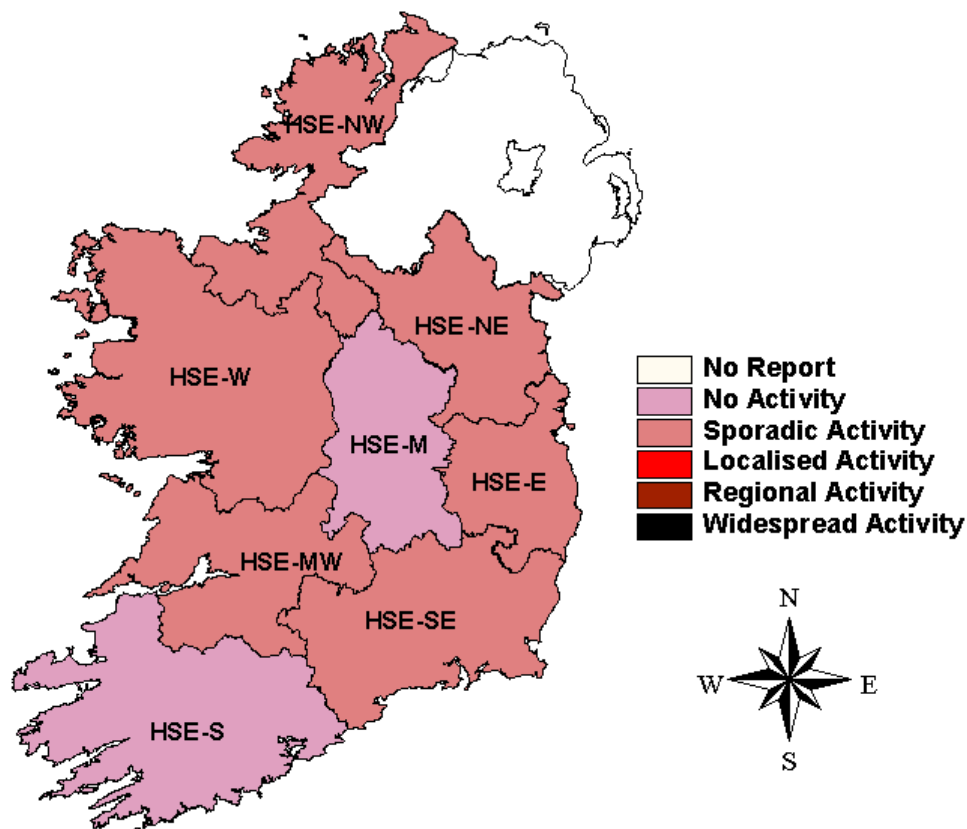 HSE-NW
HSE-NE
HSE-W
HSE-M
HSE-E
HSE-MW
HSE-SE
HSE-S
No Report
No Activity
Sporadic Activity
Localised Activity
Regional Activity
Widespread Activity
N
W E
S